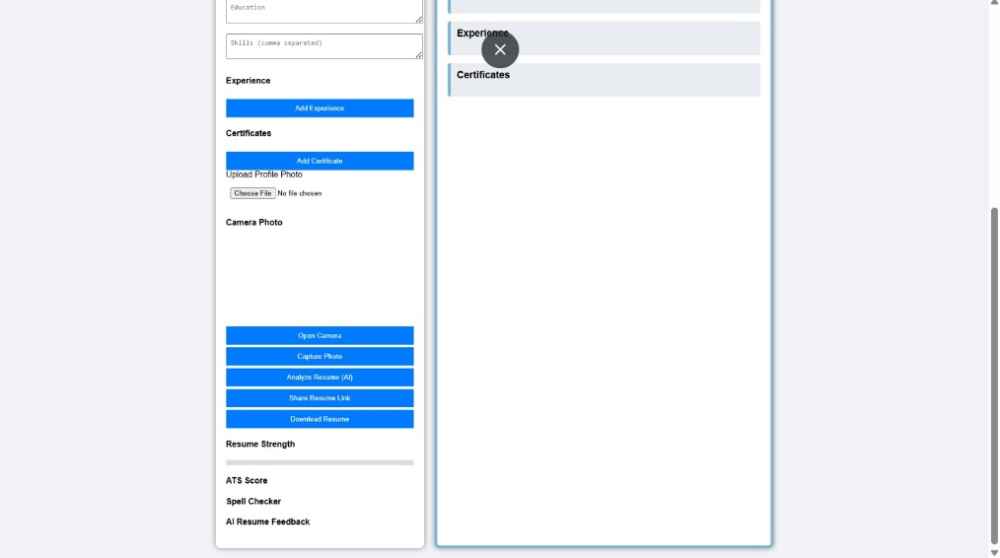 Education
Skills (comma separated)
Experience
Add Experience
Certificates
Add Certificate
Upload Profile Photo
Choose File No file chosen
Camera Photo
Open Camera
Capture Photo
Analyze Resume (AI)
Share Resume Link
Download Resume
Resume Strength
ATS Score
Spell Checker
AI Resume Feedback
Experience
Certificates